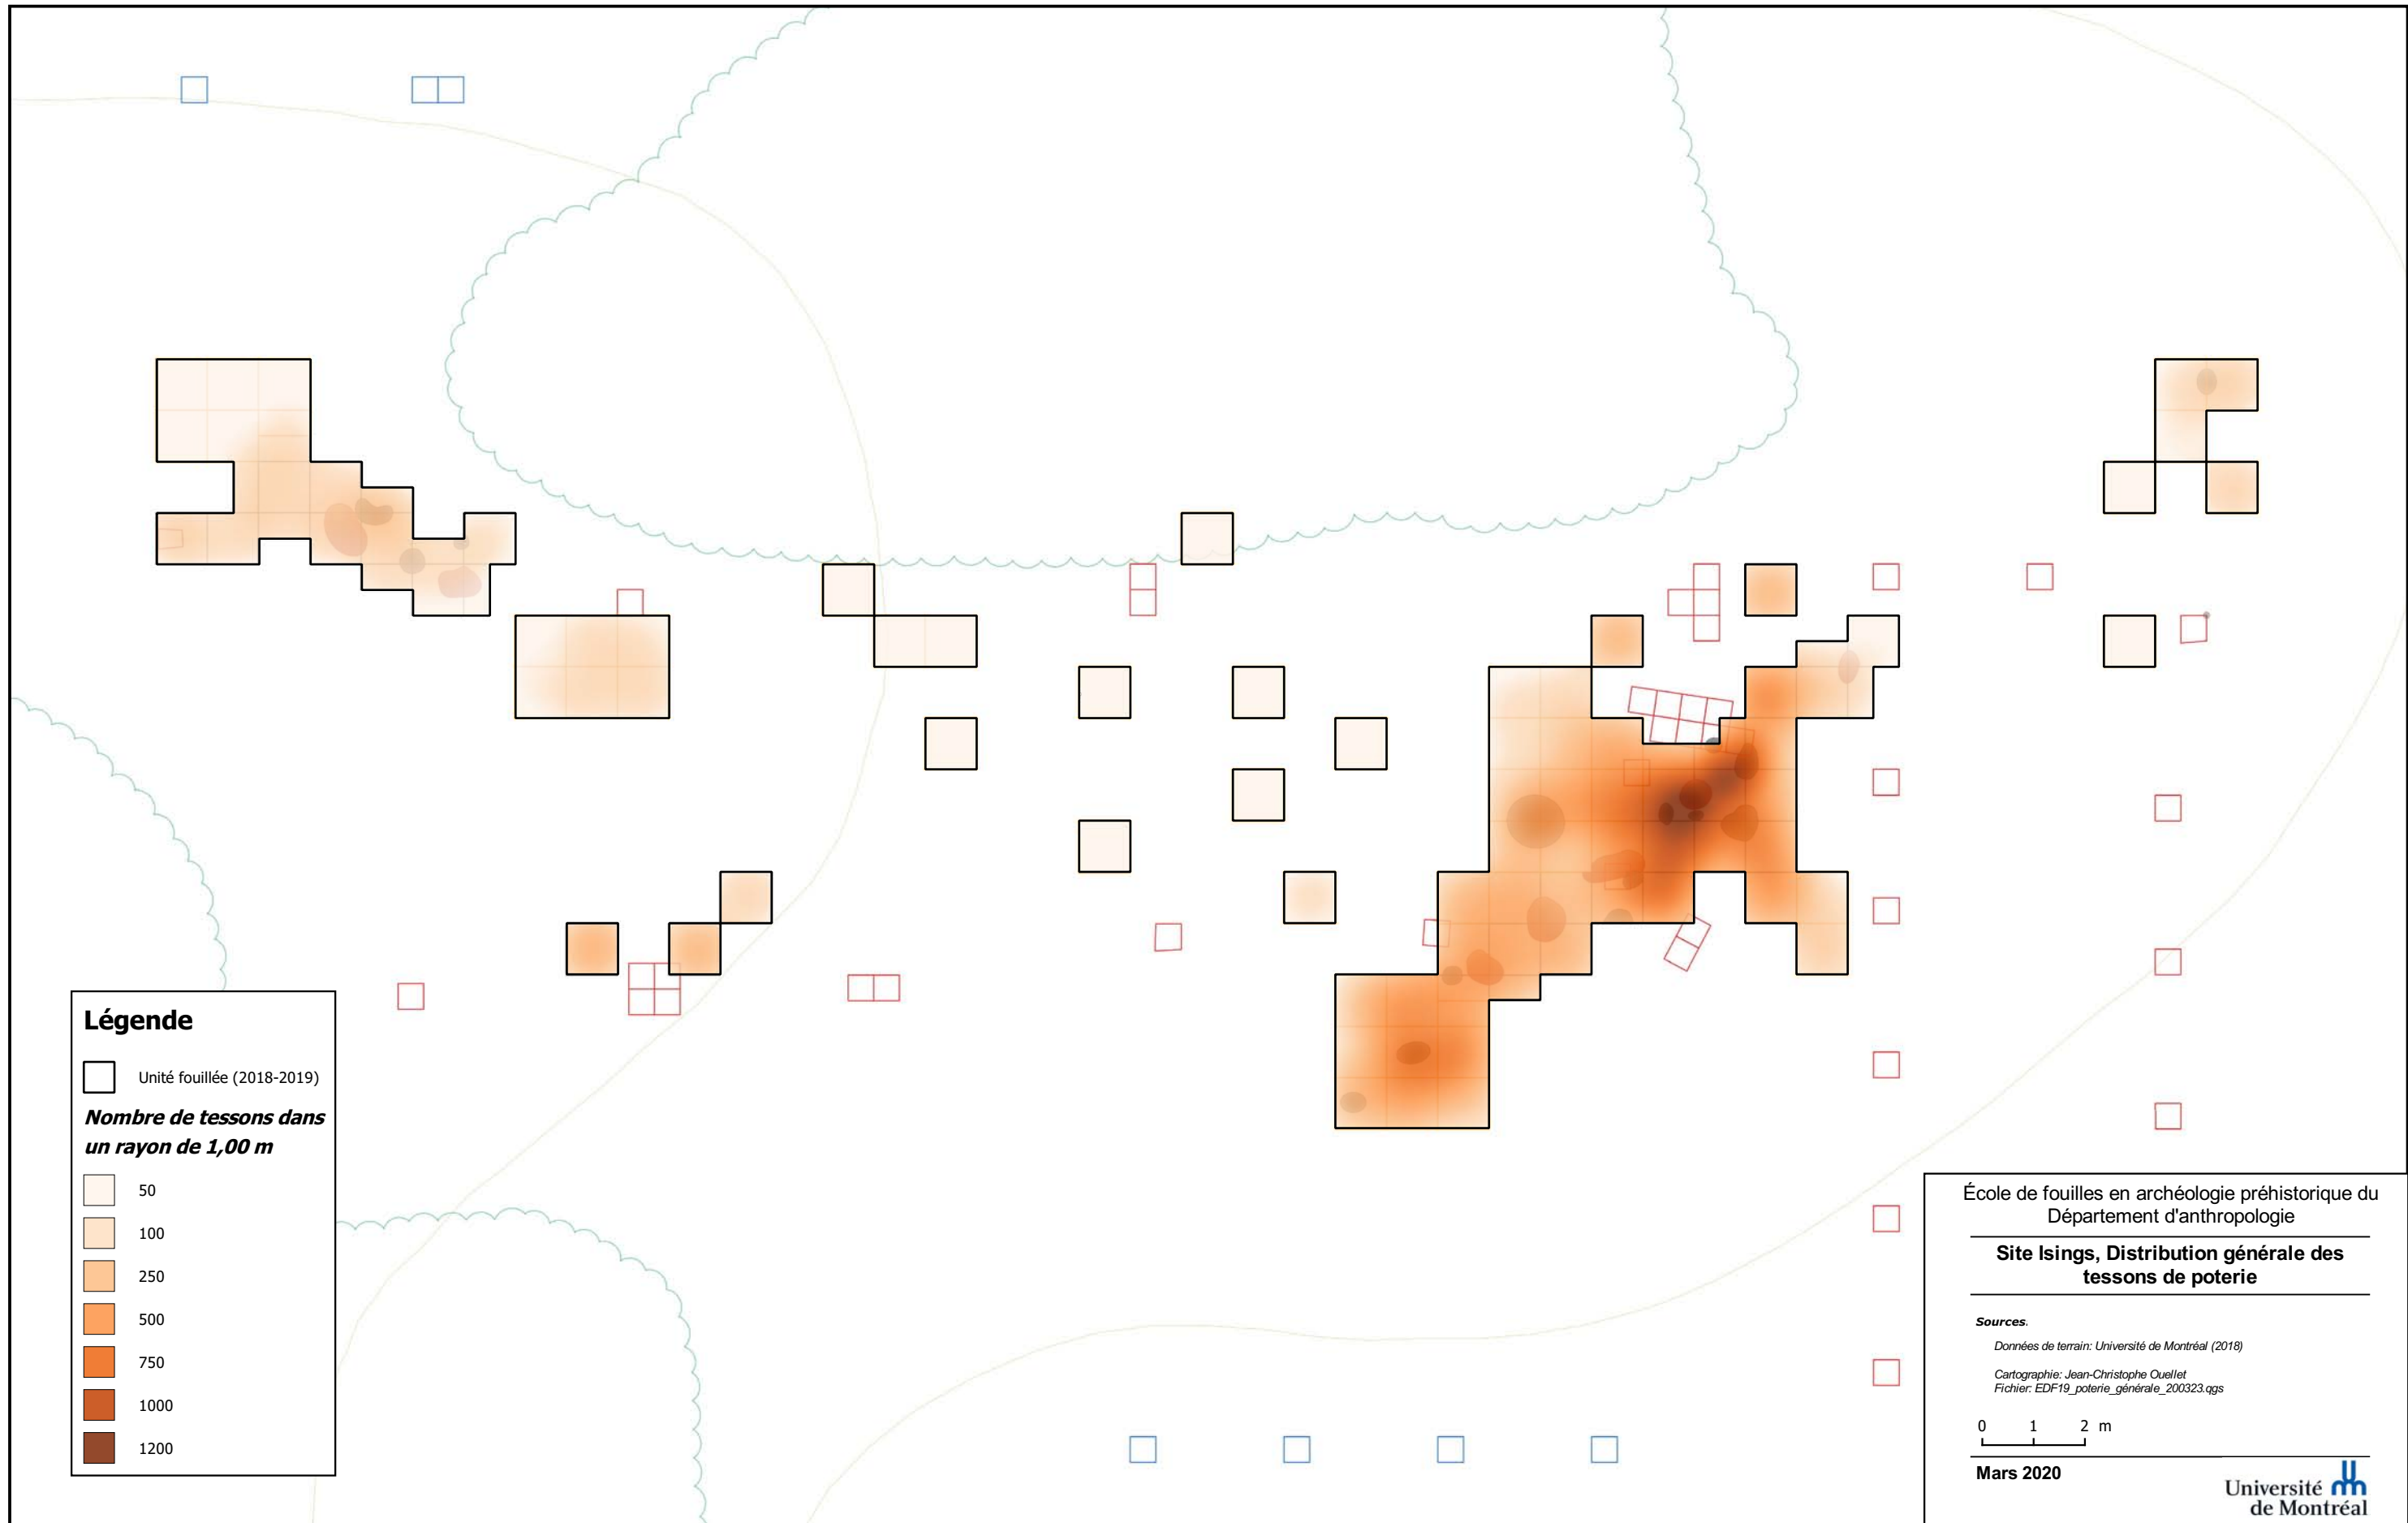 Légende
Unité fouillée (2018-2019)
Nombre de tessons dans
un rayon de 1,00 m
50
100
250
500
750
1000
1200
École de fouilles en archéologie préhistorique du
Département d'anthropologie
Site Isings, Distribution générale des
tessons de poterie
Sources.
Données de terrain: Université de Montréal (2018)
Cartographie: Jean-Christophe Ouellet
Fichier: EDF19_poterie_générale_200323.qgs
0 1 2 m
Mars 2020
Université
de Montréal